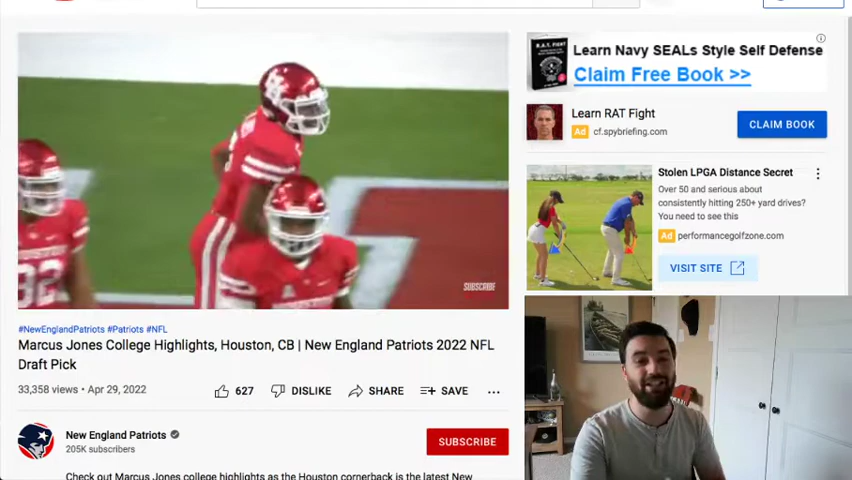 SUBSCRIBE
#NewEnglandPatriots #Patriots #NFL
Marcus Jones College Highlights, Houston, CB | New England Patriots 2022 NFL
Draft Pick
33,358 views • Apr 29, 2022
627
DISLIKE
SHARE
SAVE
New England Patriots
205K subscribers
SUBSCRIBE
Check out Marcus Jones college highlights as the Houston cornerback is the latest New
Learn Navy SEALs Style Self Defense
Claim Free Book >>
Learn RAT Fight
Ad cf.spybriefing.com
CLAIM BOOK
Stolen LPGA Distance Secret
Over 50 and serious about
consistently hitting 250+ yard drives?
You need to see this
Ad performancegolfzone.com
VISIT SITE